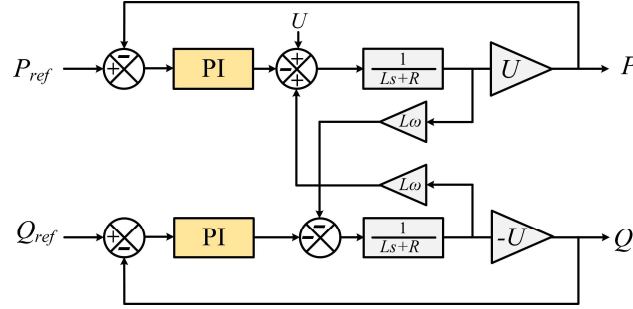 U
P_ref + − PI − + + 1/(Ls+R) U P
Lω
Lω
Q_ref + − PI − − 1/(Ls+R) -U Q